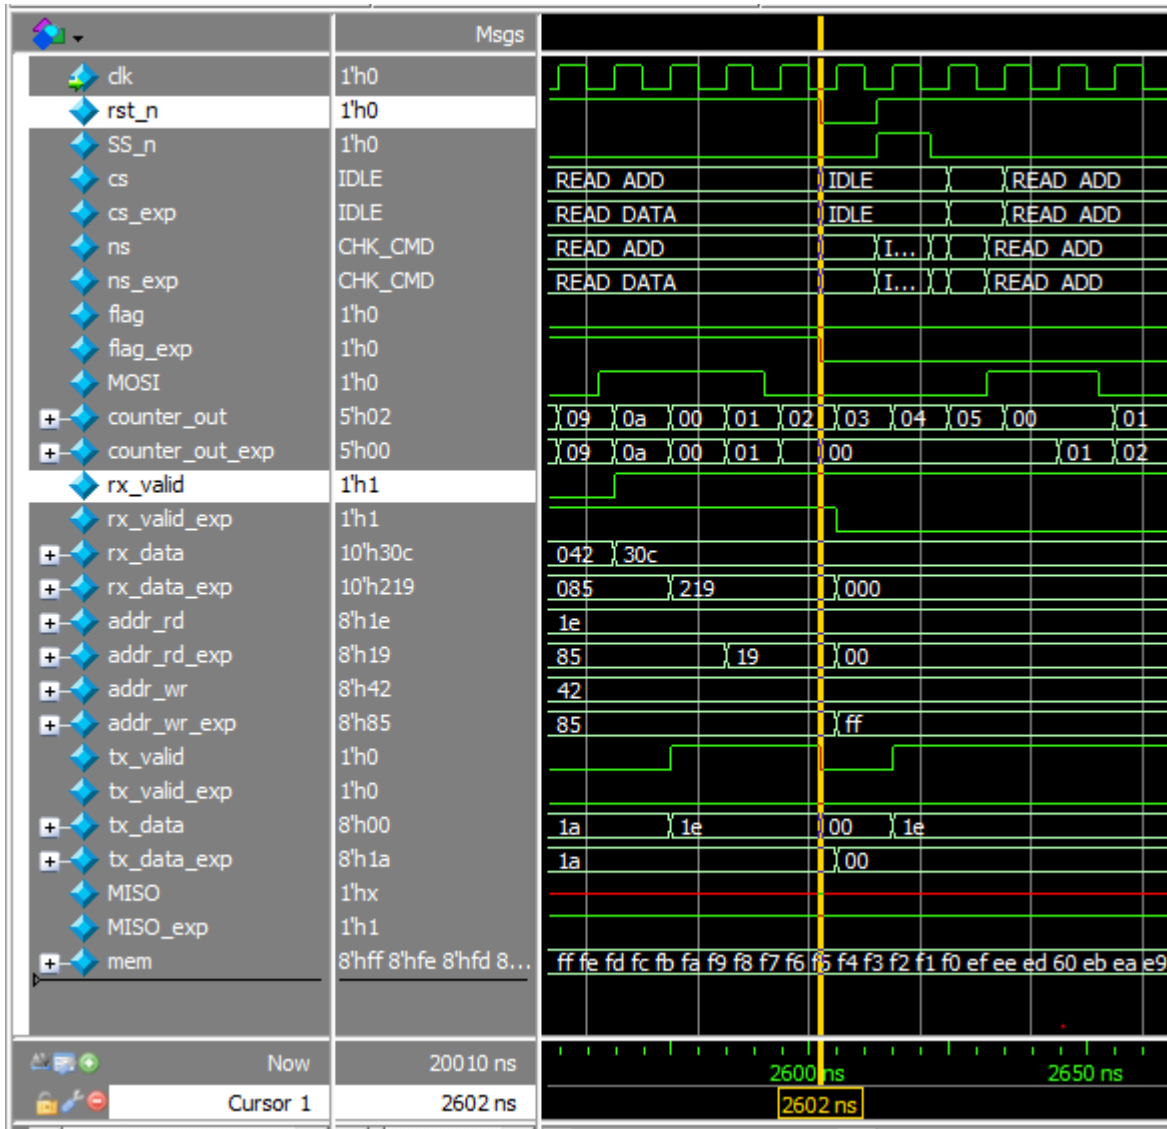 Msgs
clk 1'h0
rst_n 1'h0
SS_n 1'h0
cs IDLE READ_ADD IDLE READ_ADD
cs_exp IDLE READ_DATA IDLE READ_ADD
ns CHK_CMD READ_ADD I... READ_ADD
ns_exp CHK_CMD READ_DATA I... READ_ADD
flag 1'h0
flag_exp 1'h0
MOSI 1'h0
counter_out 5'h02 09 0a 00 01 02 03 04 05 00 01
counter_out_exp 5'h00 09 0a 00 01 00 01 02
rx_valid 1'h1
rx_valid_exp 1'h1
rx_data 10'h30c 042 30c
rx_data_exp 10'h219 085 219 000
addr_rd 8'h1e 1e
addr_rd_exp 8'h19 85 19 00
addr_wr 8'h42 42
addr_wr_exp 8'h85 85 ff
tx_valid 1'h0
tx_valid_exp 1'h0
tx_data 8'h00 1a 1e 00 1e
tx_data_exp 8'h1a 1a 00
MISO 1'hx
MISO_exp 1'h1
mem 8'hff 8'hfe 8'hfd 8... ff fe fd fc fb fa f9 f8 f7 f6 f5 f4 f3 f2 f1 f0 ef ee ed 60 eb ea e9
Now 20010 ns 2600 ns 2650 ns
Cursor 1 2602 ns 2602 ns